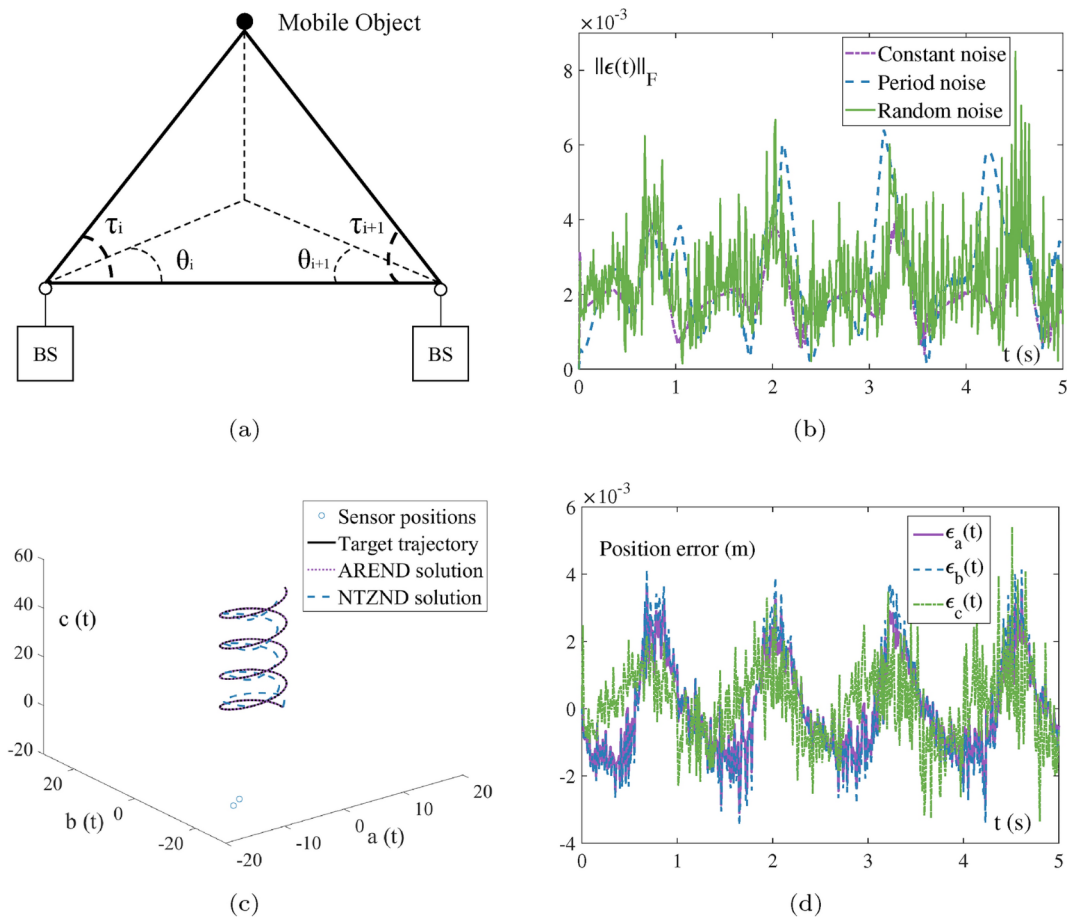 Mobile Object
τi
τi+1
θi
θi+1
BS
BS
(a)
×10-3
8
6
4
2
0
||ϵ(t)||F
Constant noise
Period noise
Random noise
t (s)
0
1
2
3
4
5
(b)
Sensor positions
Target trajectory
AREND solution
NTZND solution
60
40
20
0
-20
c (t)
20
0
-20
b (t)
-20
-10
0
10
20
a (t)
(c)
×10-3
6
4
2
0
-2
-4
Position error (m)
ϵa(t)
ϵb(t)
ϵc(t)
t (s)
0
1
2
3
4
5
(d)